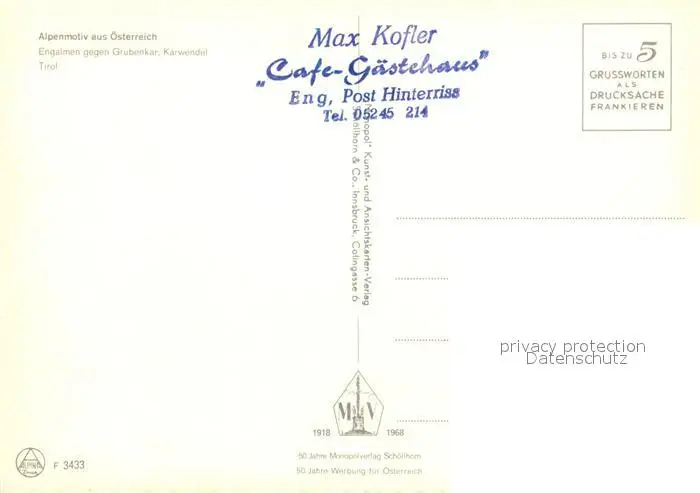 Alpenmotiv aus Österreich
Engalmen gegen Grubenkar, Karwendel
Tirol
Max Kofler
„Cafe-Gästehaus"
Eng, Post Hinterriss
Tel. 05245 214
BIS ZU 5
GRUSSWORTEN
ALS
DRUCKSACHE
FRANKIEREN
„Monopol" Kunst- und Ansichtskarten-Verlag
Schöllhorn & Co., Innsbruck, Colingasse 6
privacy protection
Datenschutz
M V
1918 1968
50 Jahre Monopolverlag Schöllhorn
50 Jahre Werbung für Österreich
ALPINA
F 3433